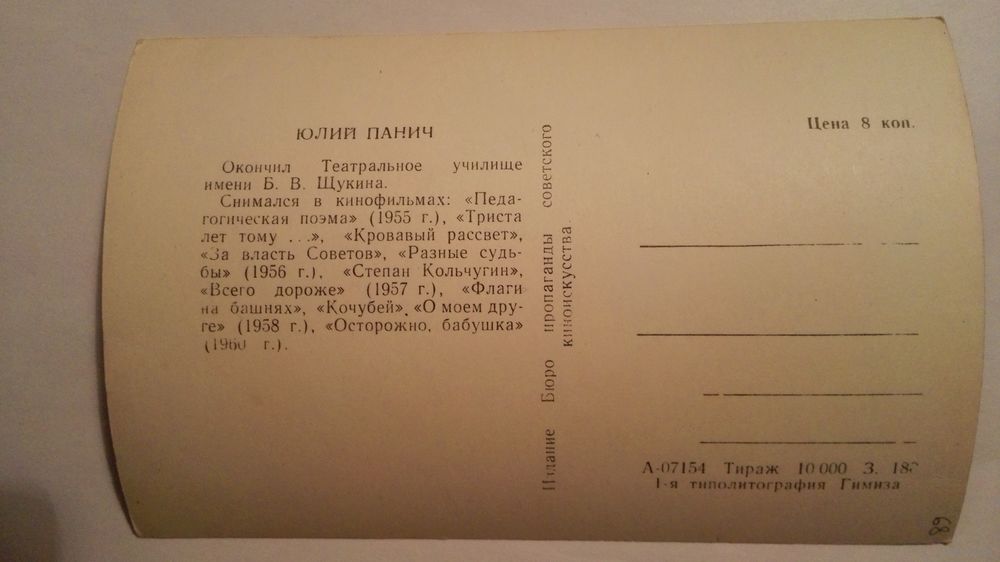 ЮЛИЙ ПАНИЧ
Окончил Театральное училище
имени Б. В. Щукина.
Снимался в кинофильмах: «Педа-
гогическая поэма» (1955 г.), «Триста
лет тому ...», «Кровавый рассвет»,
«За власть Советов», «Разные судь-
бы» (1956 г.), «Степан Кольчугин»,
«Всего дороже» (1957 г.), «Флаги
на башнях», «Кочубей», «О моем дру-
ге» (1958 г.), «Осторожно, бабушка»
(1960 г.).
Издание Бюро пропаганды советского
киноискусства.
Цена 8 коп.
А-07154 Тираж 10 000 З.
1-я типолитография Гимиза
89